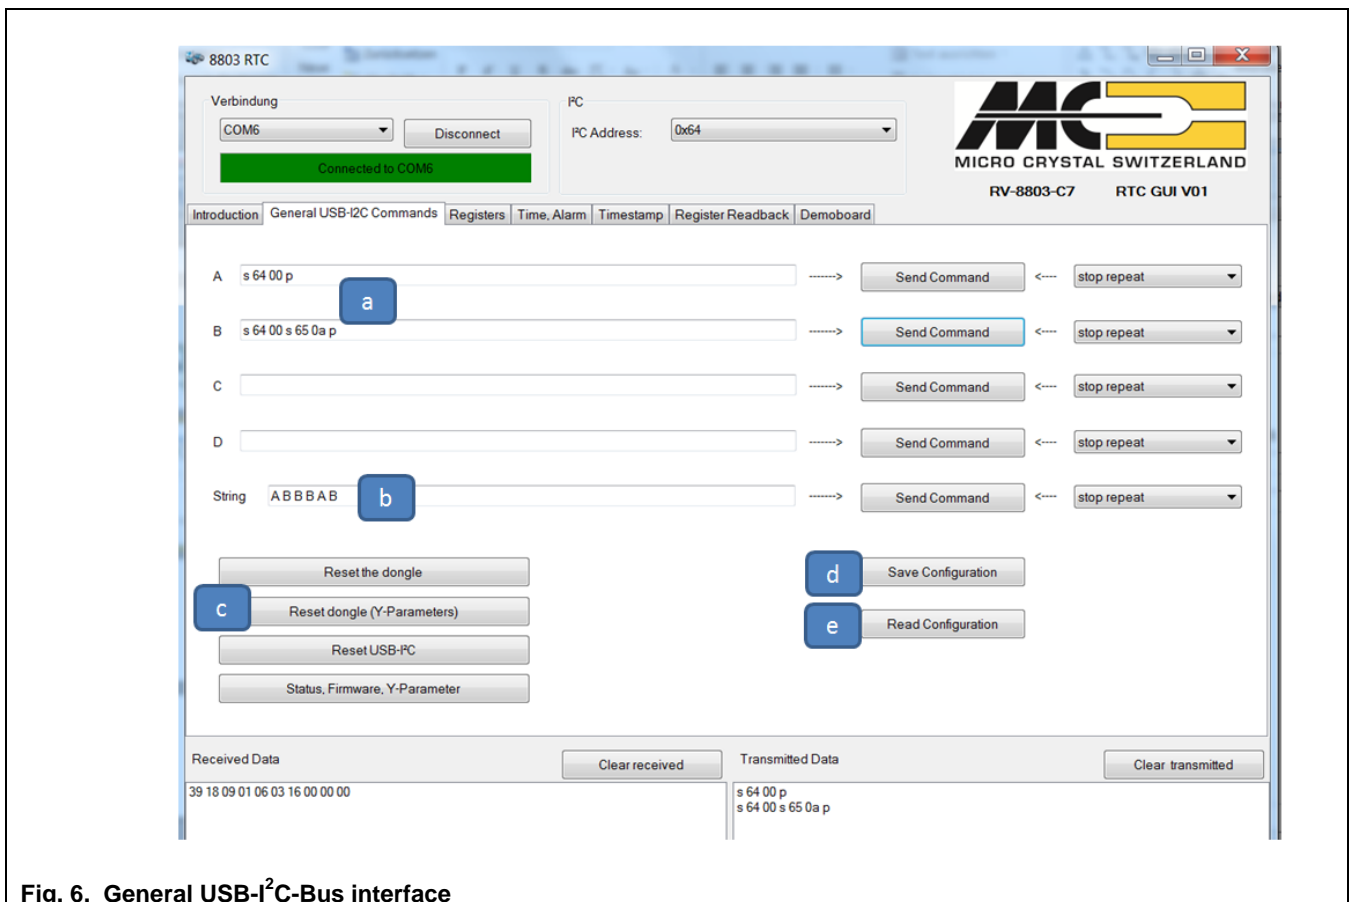 8803 RTC
Verbindung
I²C
COM6
Disconnect
I²C Address:
0x64
Connected to COM6
MICRO CRYSTAL SWITZERLAND
RV-8803-C7 RTC GUI V01
Introduction General USB-I2C Commands Registers Time, Alarm Timestamp Register Readback Demoboard
A s 64 00 p -------> Send Command <---- stop repeat
a
B s 64 00 s 65 0a p -------> Send Command <---- stop repeat
C -------> Send Command <---- stop repeat
D -------> Send Command <---- stop repeat
String A B B B A B b -------> Send Command <---- stop repeat
Reset the dongle d Save Configuration
c Reset dongle (Y-Parameters) e Read Configuration
Reset USB-I²C
Status, Firmware, Y-Parameter
Received Data Clear received Transmitted Data Clear transmitted
39 18 09 01 06 03 16 00 00 00 s 64 00 p
s 64 00 s 65 0a p
Fig. 6. General USB-I²C-Bus interface